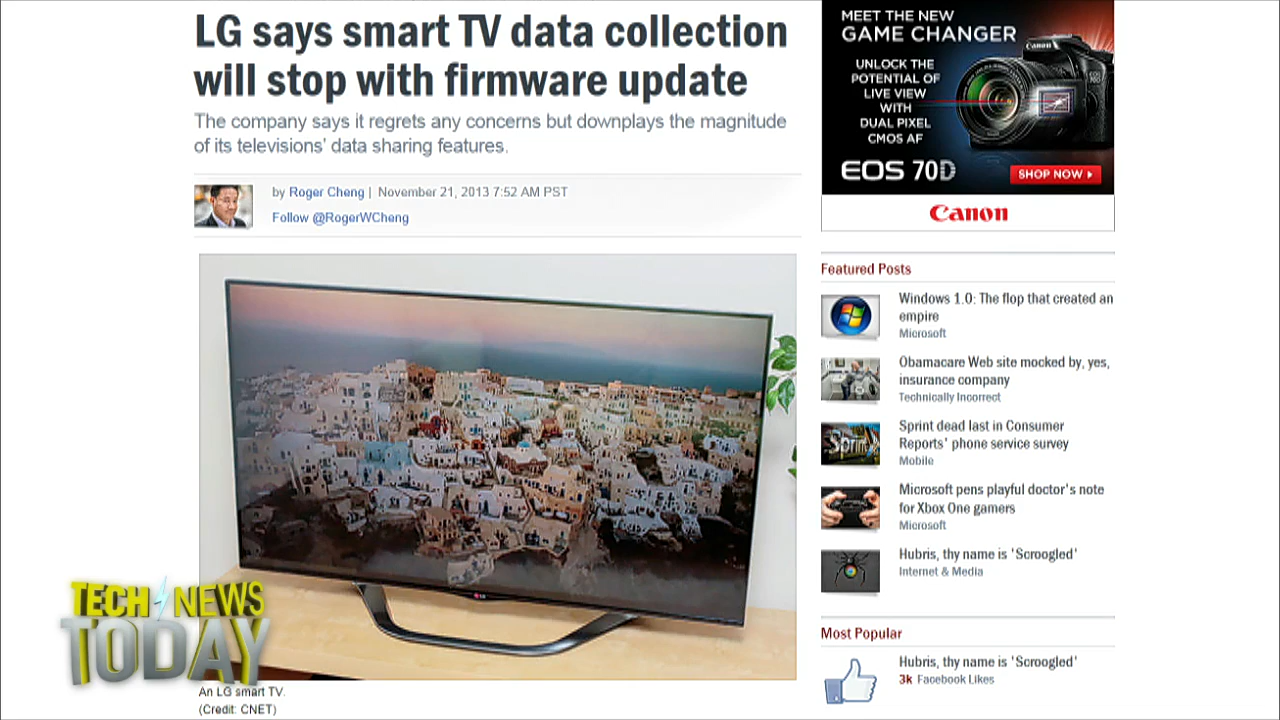 LG says smart TV data collection
will stop with firmware update
The company says it regrets any concerns but downplays the magnitude
of its televisions' data sharing features.
by Roger Cheng | November 21, 2013 7:52 AM PST
Follow @RogerWCheng
LG
An LG smart TV.
(Credit: CNET)
TECH NEWS
TODAY
MEET THE NEW
GAME CHANGER
UNLOCK THE
POTENTIAL OF
LIVE VIEW
WITH
DUAL PIXEL
CMOS AF
Canon
EOS 70D
SHOP NOW
Canon
Featured Posts
Windows 1.0: The flop that created an
empire
Microsoft
Obamacare Web site mocked by, yes,
insurance company
Technically Incorrect
Sprint
Sprint dead last in Consumer
Reports' phone service survey
Mobile
Microsoft pens playful doctor's note
for Xbox One gamers
Microsoft
Hubris, thy name is 'Scroogled'
Internet & Media
Most Popular
Hubris, thy name is 'Scroogled'
3k Facebook Likes